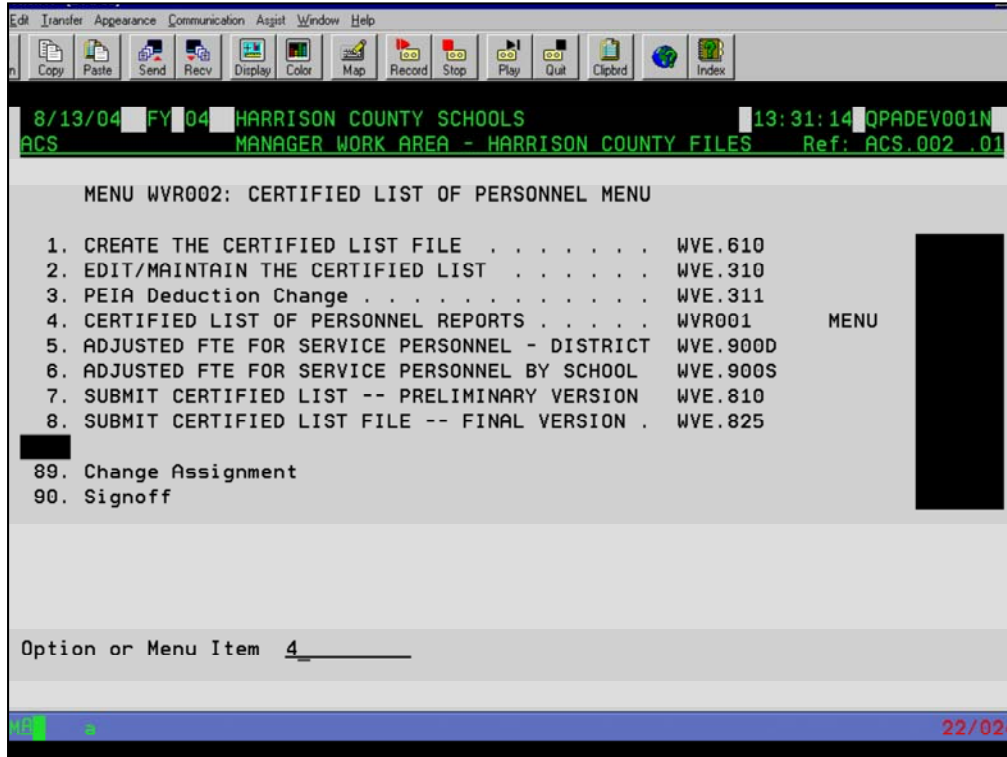 Edit Transfer Appearance Communication Assist Window Help
Copy Paste Send Recv Display Color Map Record Stop Play Quit Clipbrd Index
8/13/04 FY 04 HARRISON COUNTY SCHOOLS 13:31:14 QPADEV001N
ACS MANAGER WORK AREA - HARRISON COUNTY FILES Ref: ACS.002 .01
MENU WVR002: CERTIFIED LIST OF PERSONNEL MENU
1. CREATE THE CERTIFIED LIST FILE . . . . . . . WVE.610
2. EDIT/MAINTAIN THE CERTIFIED LIST . . . . . . WVE.310
3. PEIA Deduction Change . . . . . . . . . . . . WVE.311
4. CERTIFIED LIST OF PERSONNEL REPORTS . . . . . WVR001 MENU
5. ADJUSTED FTE FOR SERVICE PERSONNEL - DISTRICT WVE.900D
6. ADJUSTED FTE FOR SERVICE PERSONNEL BY SCHOOL WVE.900S
7. SUBMIT CERTIFIED LIST -- PRELIMINARY VERSION WVE.810
8. SUBMIT CERTIFIED LIST FILE -- FINAL VERSION . WVE.825
89. Change Assignment
90. Signoff
Option or Menu Item 4
MA a 22/02